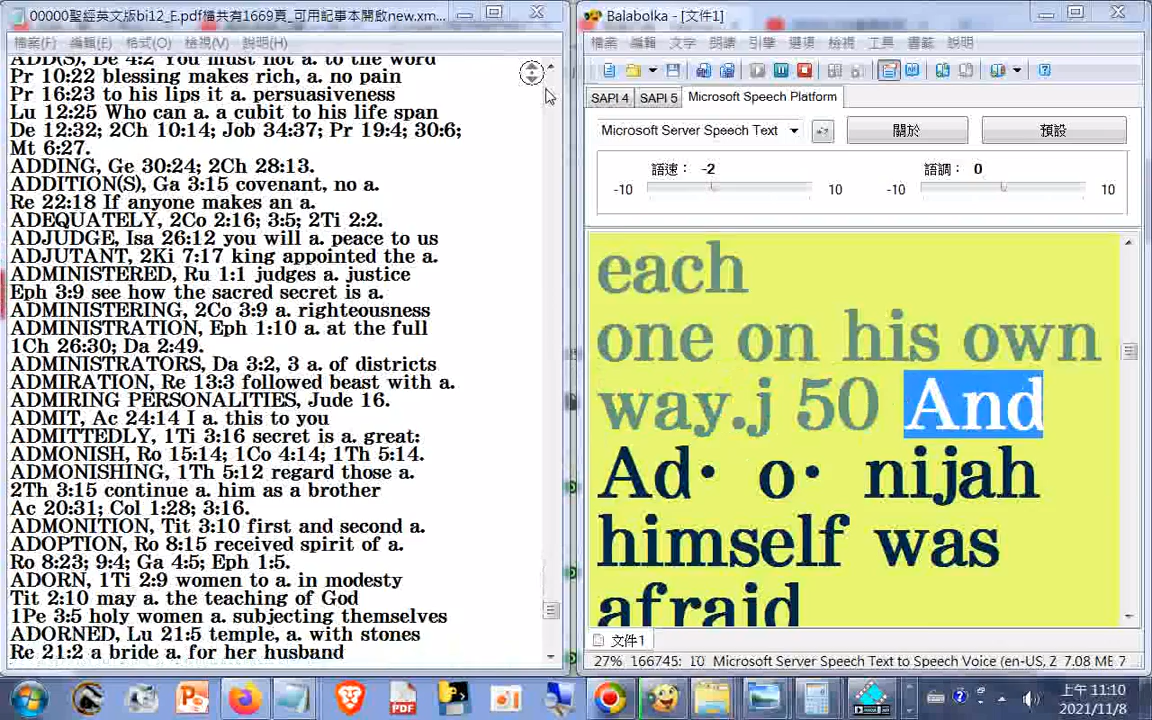 00000聖經英文版bi12_E.pdf檔共有1669頁_可用記事本開啟new.xm...
檔案(F) 編輯(E) 格式(O) 檢視(V) 說明(H)
ADD(S), De 4:2 You must not a. to the word
Pr 10:22 blessing makes rich, a. no pain
Pr 16:23 to his lips it a. persuasiveness
Lu 12:25 Who can a. a cubit to his life span
De 12:32; 2Ch 10:14; Job 34:37; Pr 19:4; 30:6;
Mt 6:27.
ADDING, Ge 30:24; 2Ch 28:13.
ADDITION(S), Ga 3:15 covenant, no a.
Re 22:18 If anyone makes an a.
ADEQUATELY, 2Co 2:16; 3:5; 2Ti 2:2.
ADJUDGE, Isa 26:12 you will a. peace to us
ADJUTANT, 2Ki 7:17 king appointed the a.
ADMINISTERED, Ru 1:1 judges a. justice
Eph 3:9 see how the sacred secret is a.
ADMINISTERING, 2Co 3:9 a. righteousness
ADMINISTRATION, Eph 1:10 a. at the full
1Ch 26:30; Da 2:49.
ADMINISTRATORS, Da 3:2, 3 a. of districts
ADMIRATION, Re 13:3 followed beast with a.
ADMIRING PERSONALITIES, Jude 16.
ADMIT, Ac 24:14 I a. this to you
ADMITTEDLY, 1Ti 3:16 secret is a. great:
ADMONISH, Ro 15:14; 1Co 4:14; 1Th 5:14.
ADMONISHING, 1Th 5:12 regard those a.
2Th 3:15 continue a. him as a brother
Ac 20:31; Col 1:28; 3:16.
ADMONITION, Tit 3:10 first and second a.
ADOPTION, Ro 8:15 received spirit of a.
Ro 8:23; 9:4; Ga 4:5; Eph 1:5.
ADORN, 1Ti 2:9 women to a. in modesty
Tit 2:10 may a. the teaching of God
1Pe 3:5 holy women a. subjecting themselves
ADORNED, Lu 21:5 temple, a. with stones
Re 21:2 a bride a. for her husband
Balabolka - [文件1]
檔案 編輯 文字 朗讀 引擎 選項 檢視 工具 書籤 說明
SAPI 4 SAPI 5 Microsoft Speech Platform
Microsoft Server Speech Text 關於 預設
語速： -2 語調： 0
-10 10 -10 10
each
one on his own
way.j 50 And
Ad· o· nijah
himself was
afraid
文件1
27% 166745: 10 Microsoft Server Speech Text to Speech Voice (en-US, 2 7.08 ME 7
PDF
上午 11:10
2021/11/8